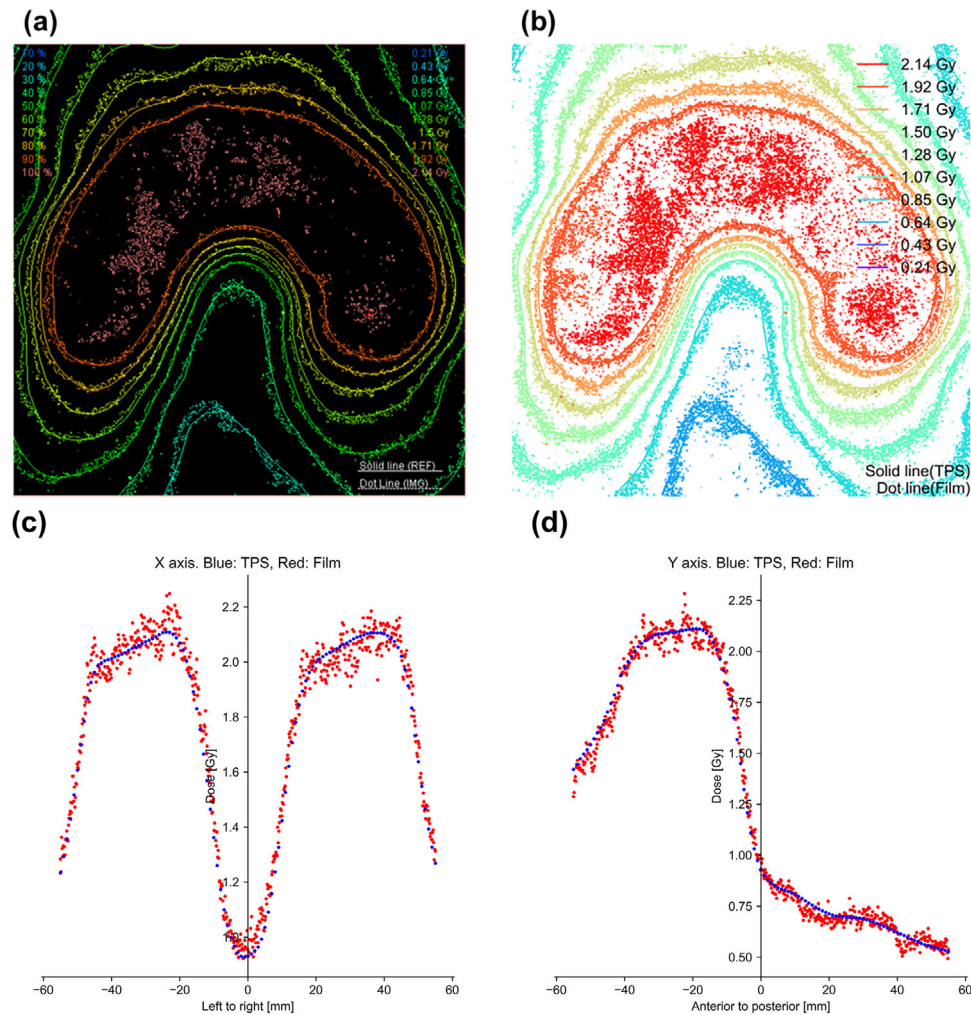 (a)
10 % 0.21 Gy
20 % 0.43 Gy
30 % 0.64 Gy
40 % 0.85 Gy
50 % 1.07 Gy
60 % 1.28 Gy
70 % 1.5 Gy
80 % 1.71 Gy
90 % 1.92 Gy
100 % 2.14 Gy
Solid line (REF)
Dot Line (IMG)
(b)
2.14 Gy
1.92 Gy
1.71 Gy
1.50 Gy
1.28 Gy
1.07 Gy
0.85 Gy
0.64 Gy
0.43 Gy
0.21 Gy
Solid line(TPS)
Dot line(Film)
(c)
X axis. Blue: TPS, Red: Film
2.2
2.0
1.8
1.6
Dose [Gy]
1.4
1.2
1.0
−60 −40 −20 0 20 40 60
Left to right [mm]
(d)
Y axis. Blue: TPS, Red: Film
2.25
2.00
1.75
1.50
Dose [Gy]
1.25
1.00
0.75
0.50
−60 −40 −20 0 20 40 60
Anterior to posterior [mm]